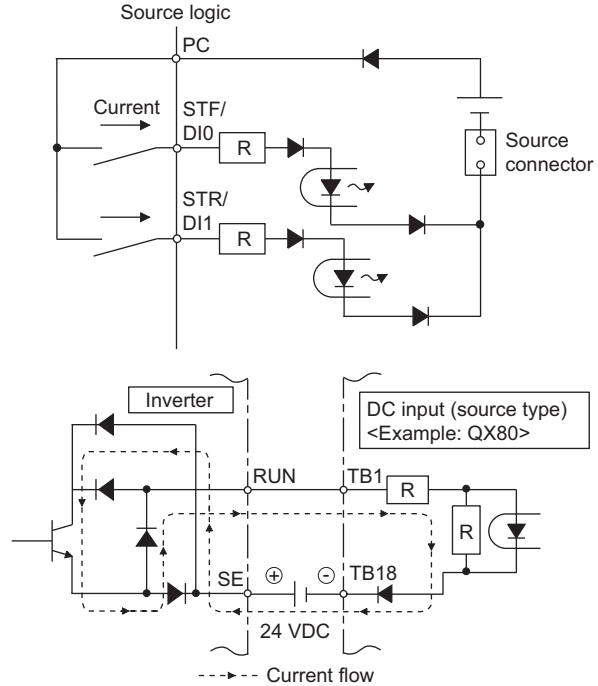 Source logic
PC
Current
STF/
DI0
R
Source
connector
STR/
DI1
R
Inverter
DC input (source type)
<Example: QX80>
RUN
TB1
R
R
SE
+
-
TB18
24 VDC
Current flow